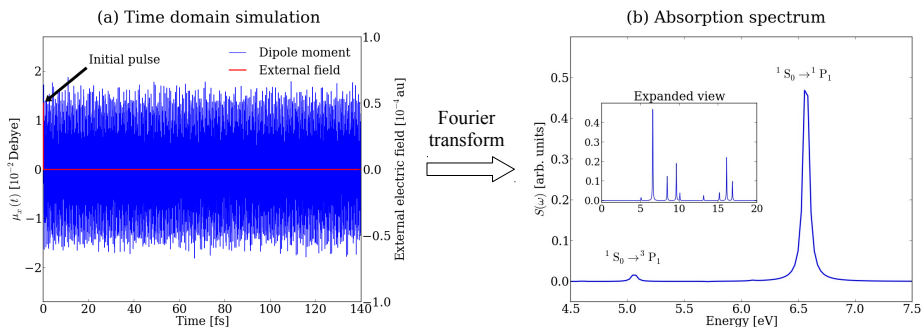 (a) Time domain simulation
Initial pulse
Dipole moment
External field
2
1
0
−1
−2
μx(t) [10⁻² Debye]
1.0
0.5
0.0
−0.5
−1.0
External electric field [10⁻⁴ au]
0 20 40 60 80 100 120 140
Time [fs]
Fourier
transform
(b) Absorption spectrum
0.5
0.4
0.3
0.2
0.1
0.0
S(ω) [arb. units]
¹S₀→¹P₁
¹S₀→³P₁
Expanded view
0.4
0.3
0.2
0.1
0.0
0 5 10 15 20
4.5 5.0 5.5 6.0 6.5 7.0 7.5
Energy [eV]